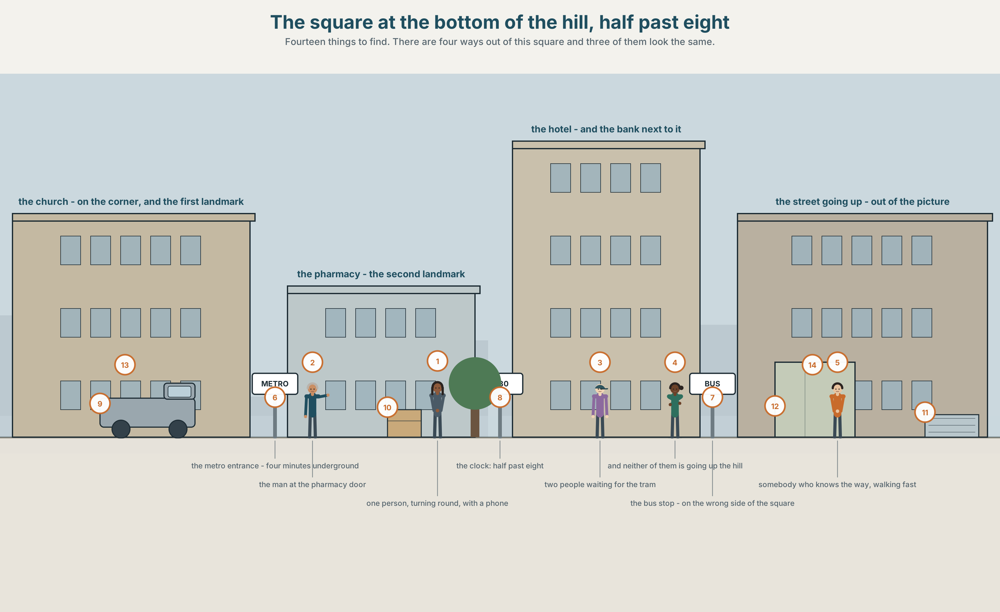 The square at the bottom of the hill, half past eight
Fourteen things to find. There are four ways out of this square and three of them look the same.
the hotel - and the bank next to it
the church - on the corner, and the first landmark
the street going up - out of the picture
the pharmacy - the second landmark
13
2
1
3
4
14
5
METRO
BUS
9
6
10
8
7
12
11
the metro entrance - four minutes underground
the clock: half past eight
and neither of them is going up the hill
the man at the pharmacy door
two people waiting for the tram
somebody who knows the way, walking fast
one person, turning round, with a phone
the bus stop - on the wrong side of the square